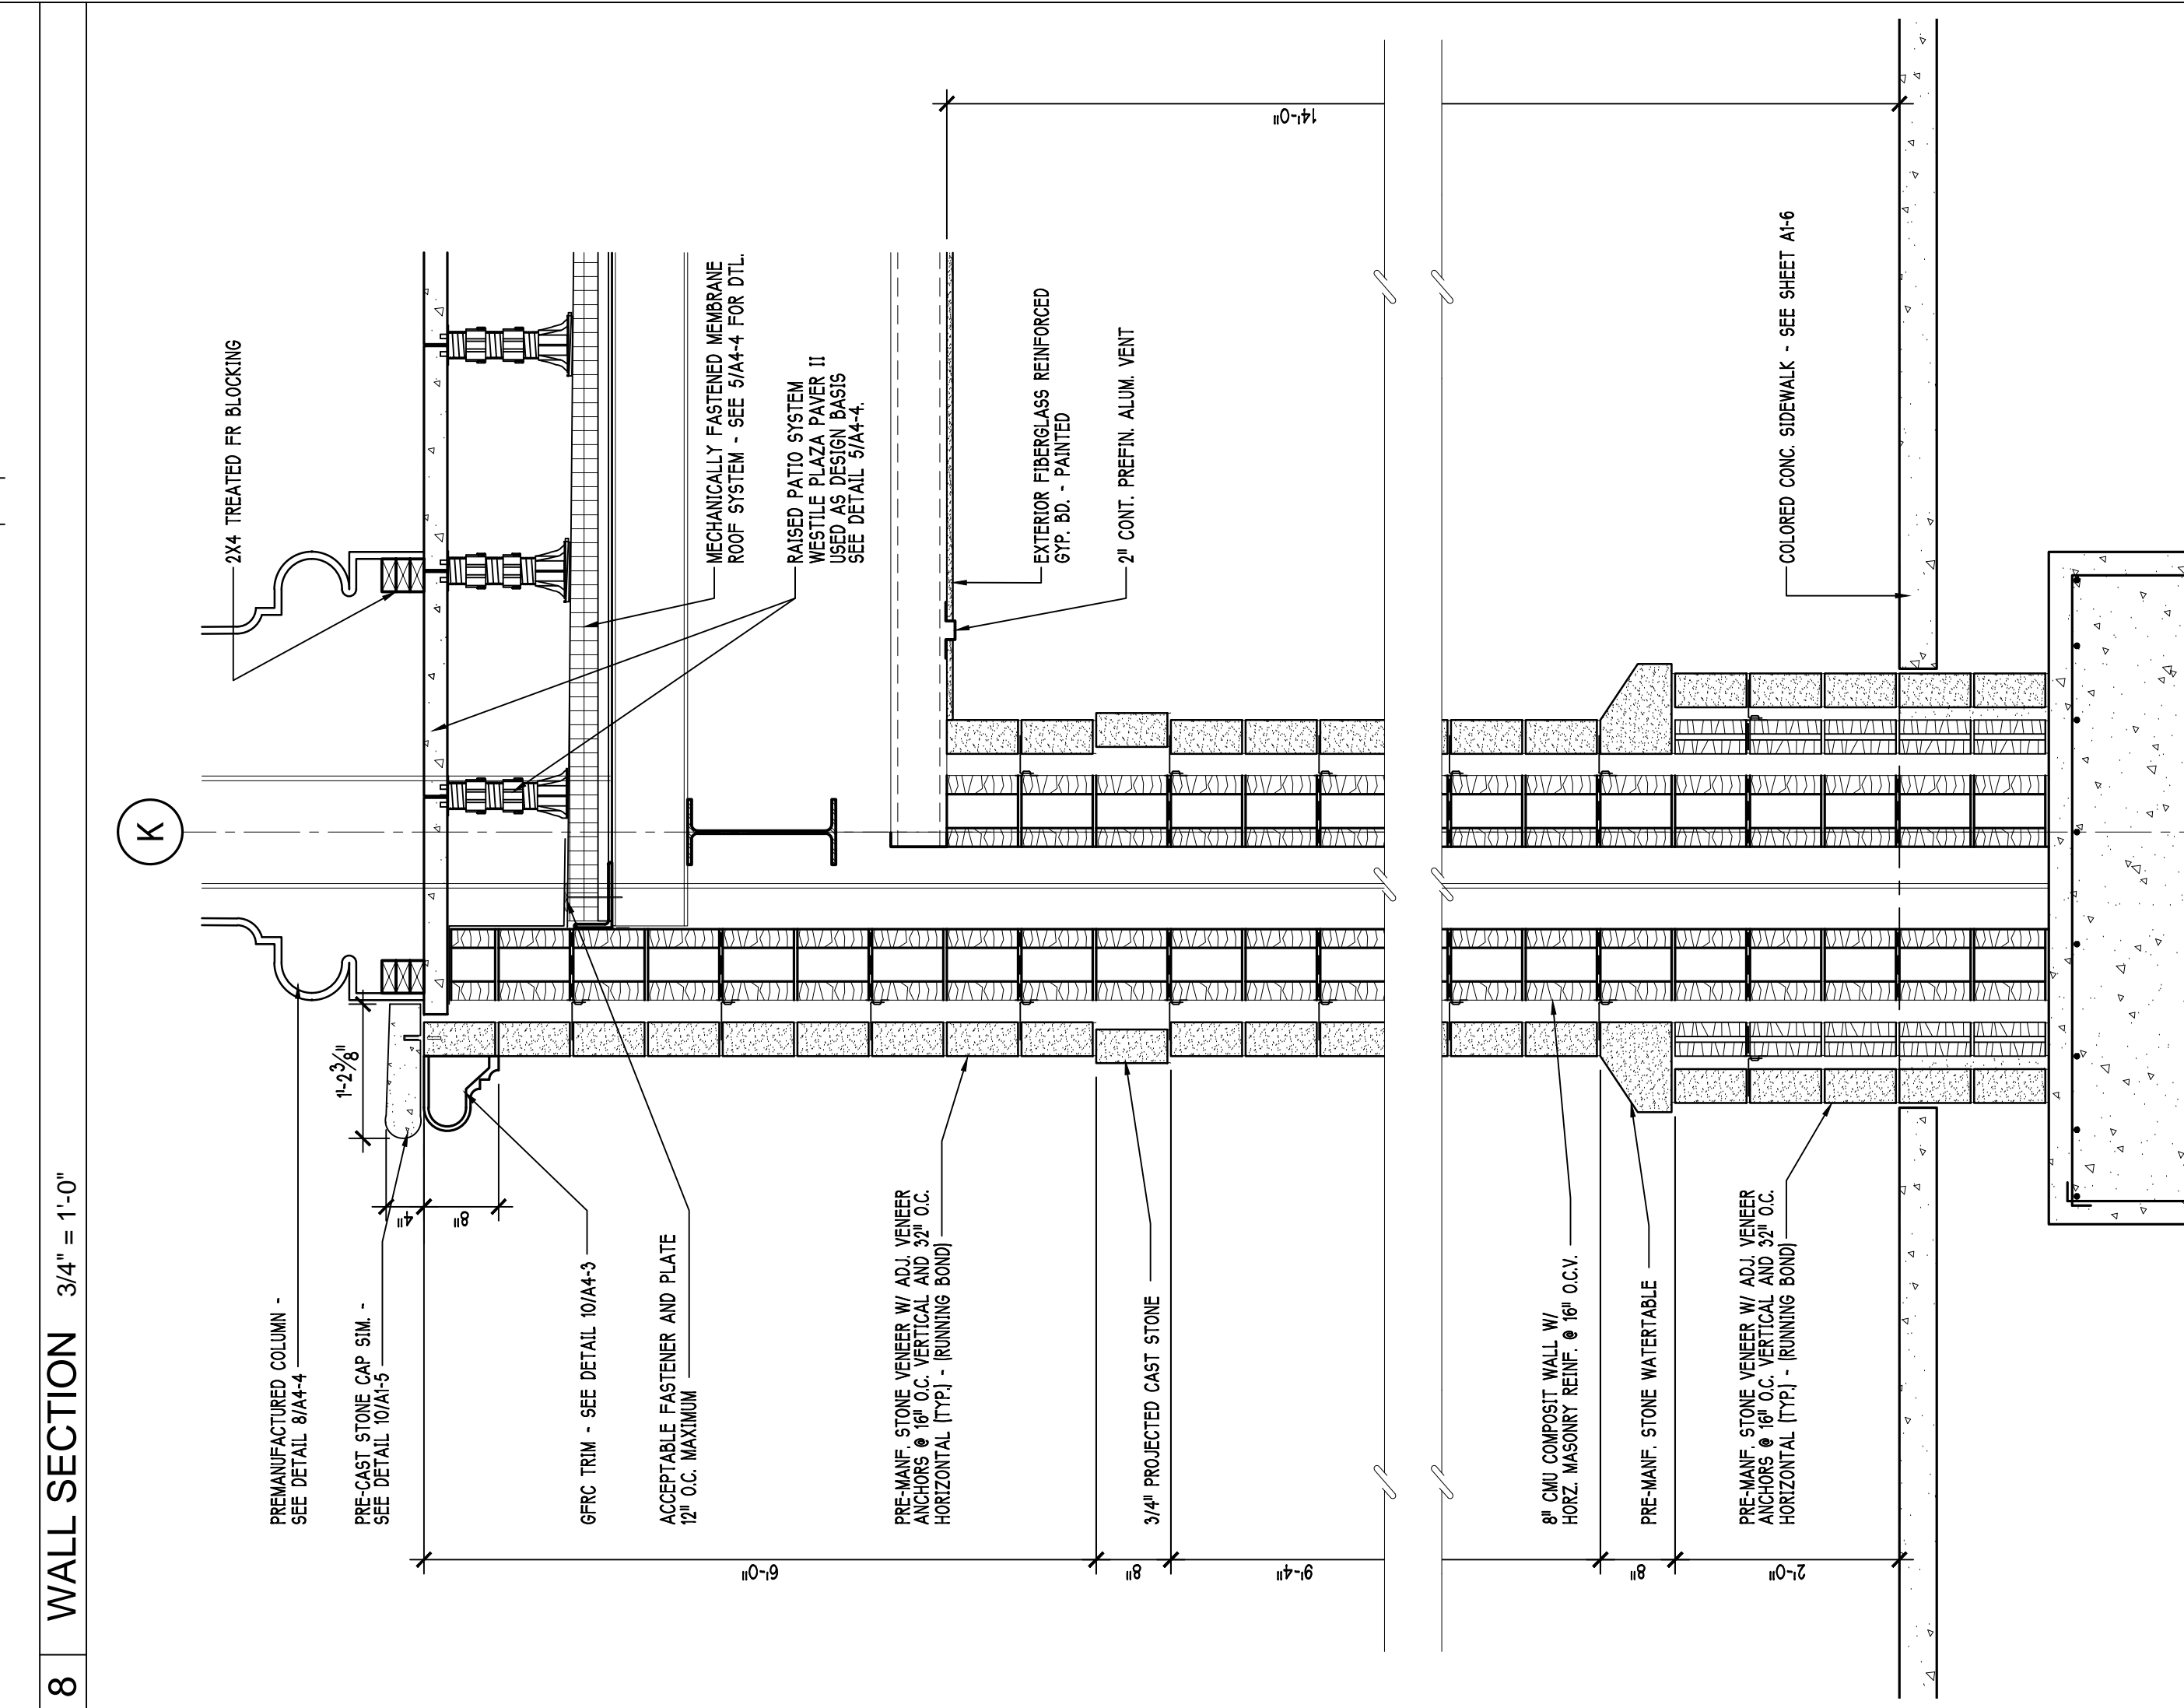 8
WALL SECTION
3/4" = 1'-0"
K
2X4 TREATED FR BLOCKING
MECHANICALLY FASTENED MEMBRANE
ROOF SYSTEM - SEE 5/A4-4 FOR DTL.
RAISED PATIO SYSTEM
WESTILE PLAZA PAVER II
USED AS DESIGN BASIS
SEE DETAIL 5/A4-4.
EXTERIOR FIBERGLASS REINFORCED
GYP. BD. - PAINTED
2" CONT. PREFIN. ALUM. VENT
COLORED CONC. SIDEWALK - SEE SHEET A1-6
14'-0"
1'-2 3/8"
4"
8"
PREMANUFACTURED COLUMN -
SEE DETAIL 8/A4-4
PRE-CAST STONE CAP SIM. -
SEE DETAIL 10/A1-5
GFRC TRIM - SEE DETAIL 10/A4-3
ACCEPTABLE FASTENER AND PLATE
12" O.C. MAXIMUM
PRE-MANF. STONE VENEER W/ ADJ. VENEER
ANCHORS @ 16" O.C. VERTICAL AND 32" O.C.
HORIZONTAL (TYP.) - (RUNNING BOND)
3/4" PROJECTED CAST STONE
8" CMU COMPOSIT WALL W/
HORZ. MASONRY REINF. @ 16" O.C.V.
PRE-MANF. STONE WATERTABLE
PRE-MANF. STONE VENEER W/ ADJ. VENEER
ANCHORS @ 16" O.C. VERTICAL AND 32" O.C.
HORIZONTAL (TYP.) - (RUNNING BOND)
6'-0"
8"
9'-4"
8"
2'-0"